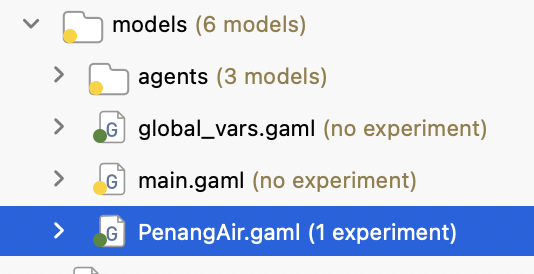 models (6 models)
agents (3 models)
G global_vars.gaml (no experiment)
G main.gaml (no experiment)
G PenangAir.gaml (1 experiment)